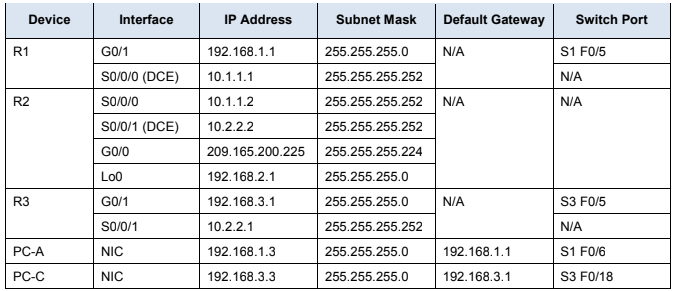 Device Interface IP Address Subnet Mask Default Gateway Switch Port
R1 G0/1 192.168.1.1 255.255.255.0 N/A S1 F0/5
S0/0/0 (DCE) 10.1.1.1 255.255.255.252 N/A
R2 S0/0/0 10.1.1.2 255.255.255.252 N/A N/A
S0/0/1 (DCE) 10.2.2.2 255.255.255.252
G0/0 209.165.200.225 255.255.255.224
Lo0 192.168.2.1 255.255.255.0
R3 G0/1 192.168.3.1 255.255.255.0 N/A S3 F0/5
S0/0/1 10.2.2.1 255.255.255.252 N/A
PC-A NIC 192.168.1.3 255.255.255.0 192.168.1.1 S1 F0/6
PC-C NIC 192.168.3.3 255.255.255.0 192.168.3.1 S3 F0/18